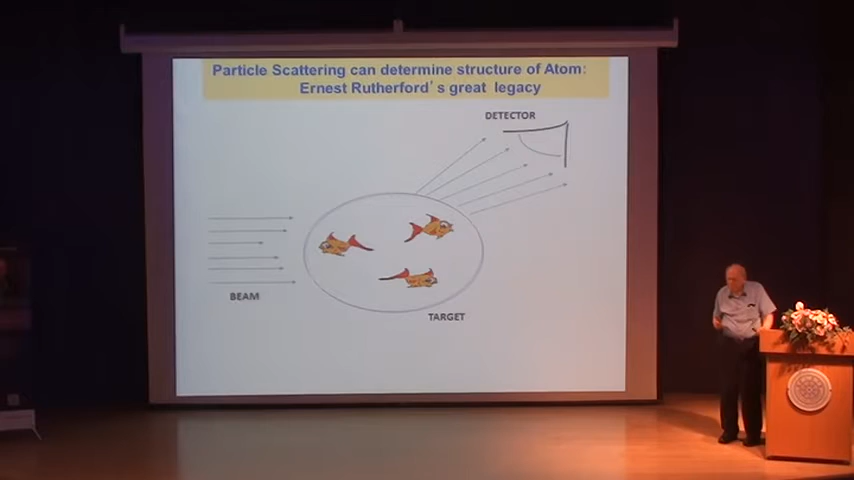 Particle Scattering can determine structure of Atom:
Ernest Rutherford's great legacy
DETECTOR
BEAM
TARGET